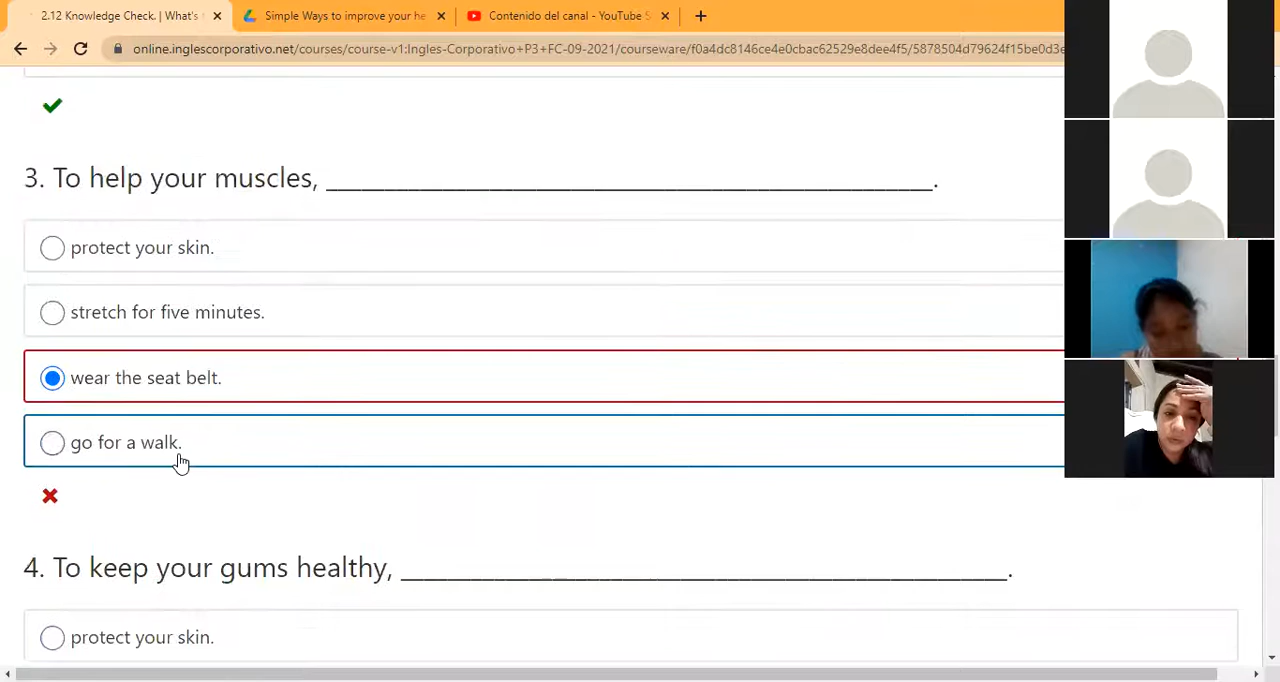 2.12 Knowledge Check. | What's
Simple Ways to improve your he
Contenido del canal - YouTube S
online.inglescorporativo.net/courses/course-v1:Ingles-Corporativo+P3+FC-09-2021/courseware/f0a4dc8146ce4e0cbac62529e8dee4f5/5878504d79624f15be0d3e
3. To help your muscles, ____________________.
protect your skin.
stretch for five minutes.
wear the seat belt.
go for a walk.
4. To keep your gums healthy, ____________________.
protect your skin.